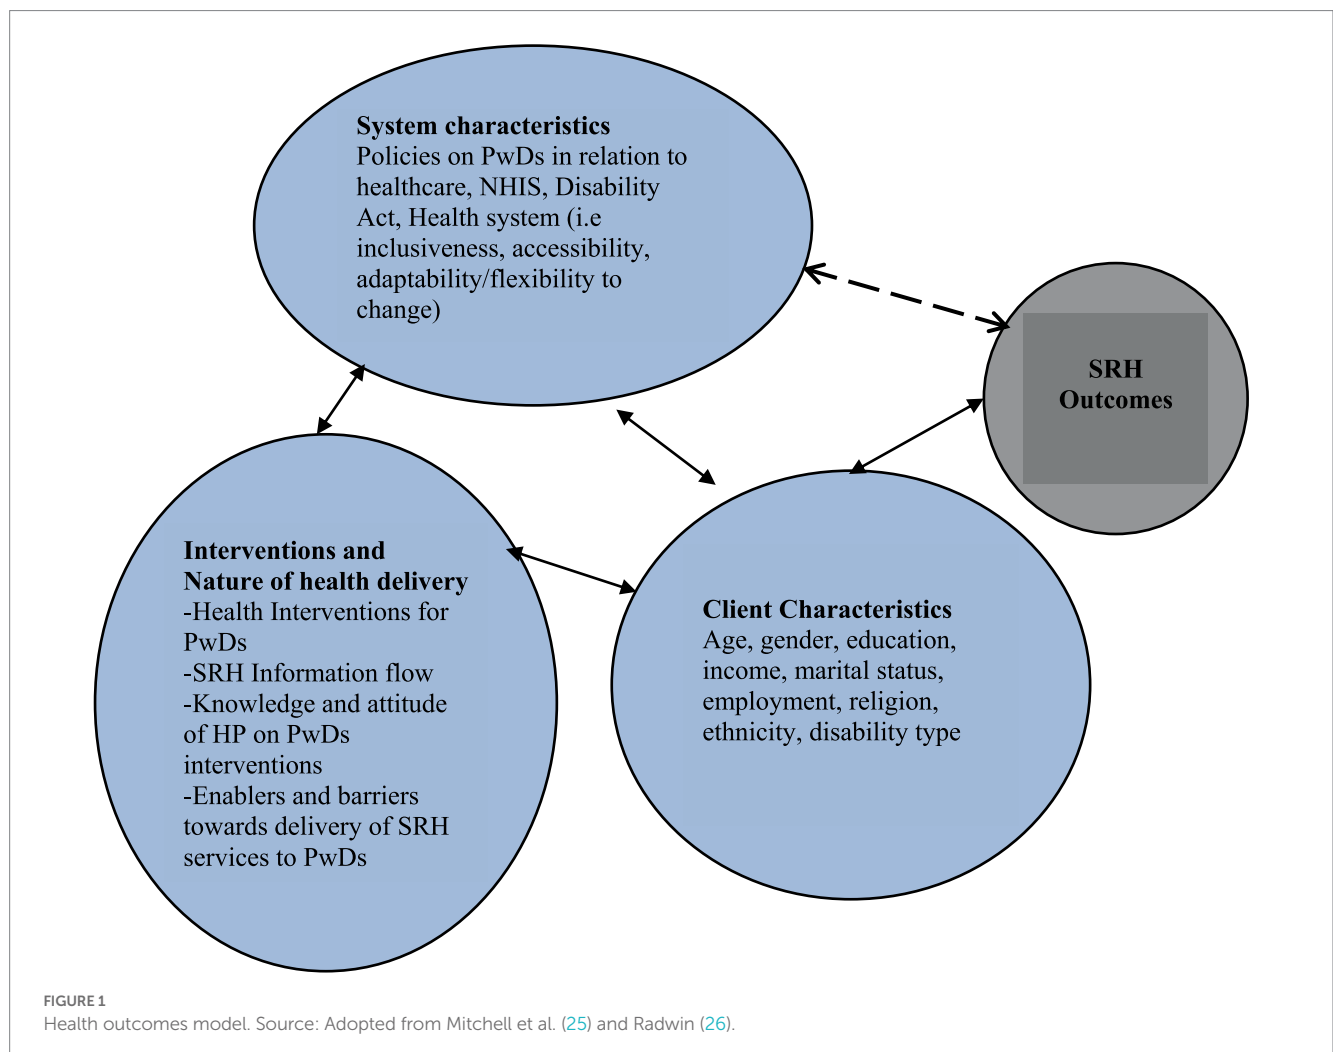 System characteristics
Policies on PwDs in relation to
healthcare, NHIS, Disability
Act, Health system (i.e
inclusiveness, accessibility,
adaptability/flexibility to
change)
SRH
Outcomes
Interventions and
Nature of health delivery
-Health Interventions for
PwDs
-SRH Information flow
-Knowledge and attitude
of HP on PwDs
interventions
-Enablers and barriers
towards delivery of SRH
services to PwDs
Client Characteristics
Age, gender, education,
income, marital status,
employment, religion,
ethnicity, disability type
FIGURE 1
Health outcomes model. Source: Adopted from Mitchell et al. (25) and Radwin (26).